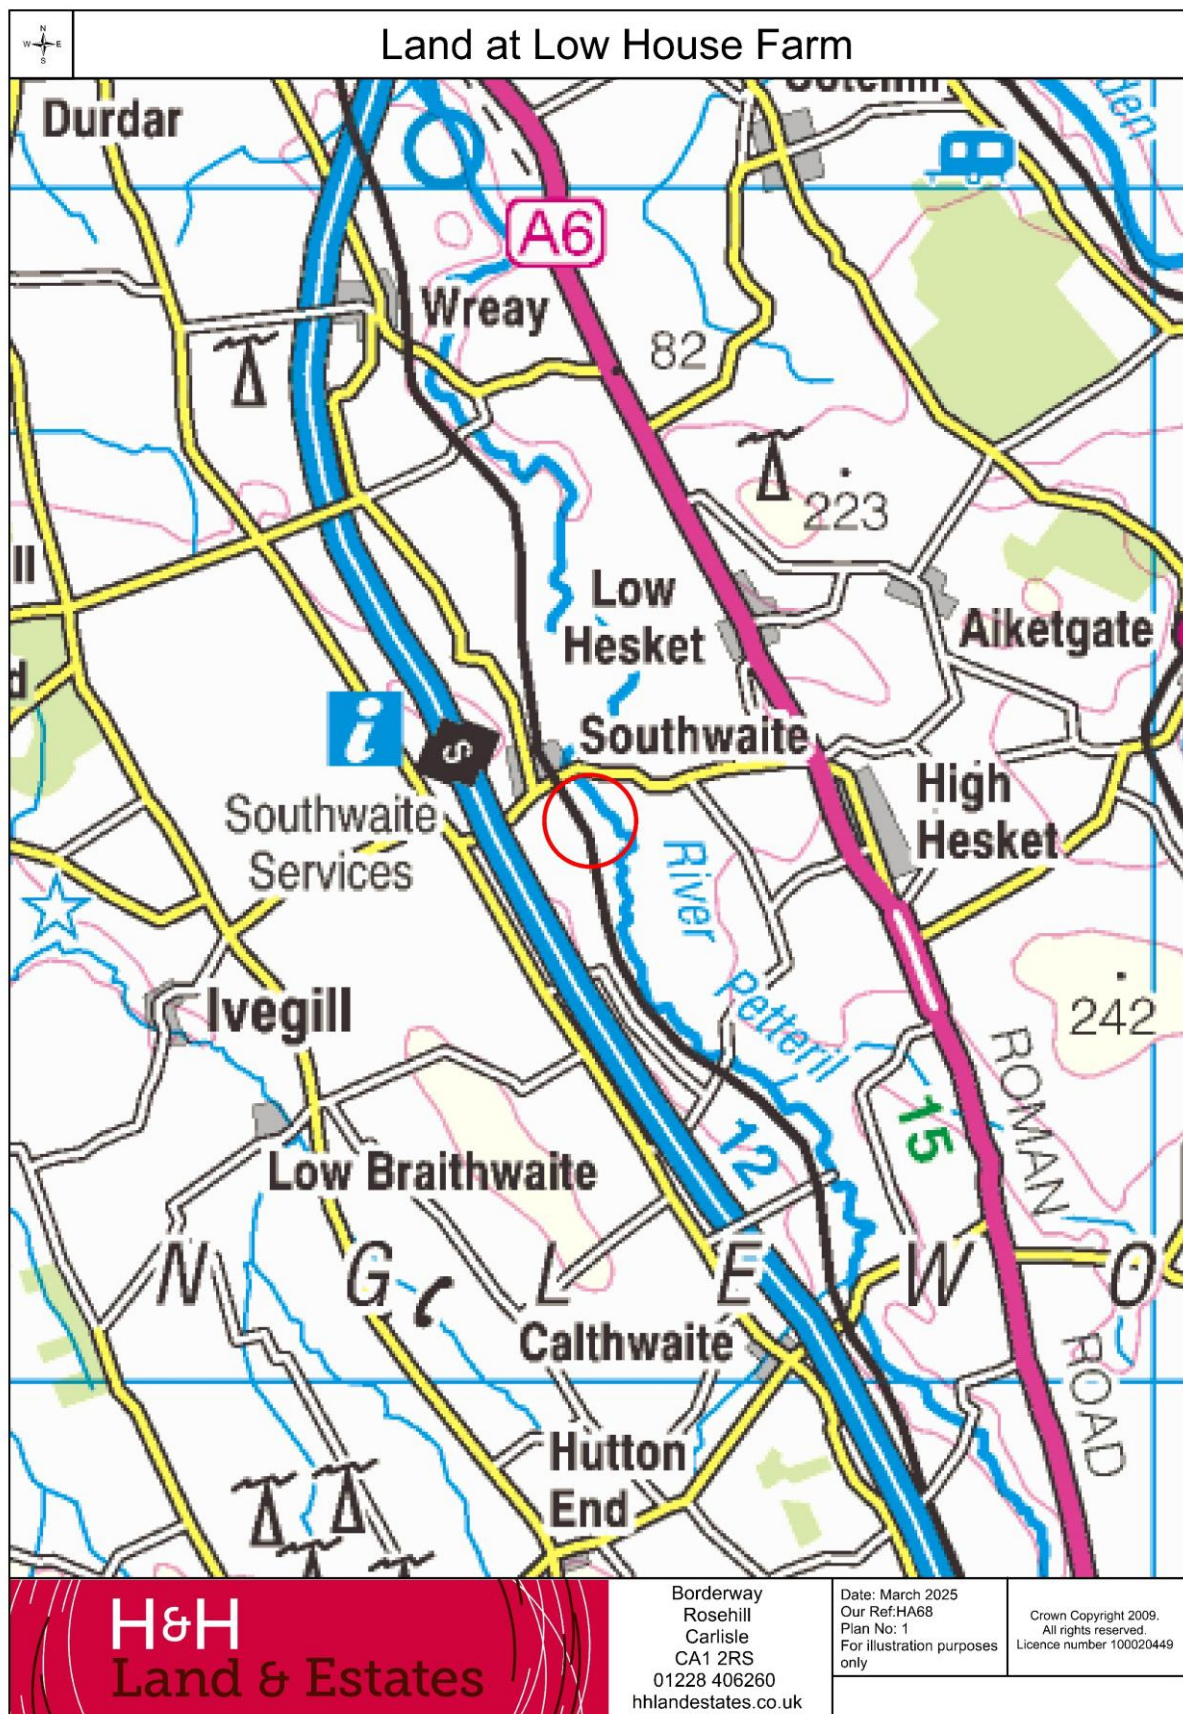 N
W E
S
Land at Low House Farm
Durdar
A6
Wreay
82
223
Low
Hesket
Aiketgate
i
S
Southwaite
Southwaite
Services
High
Hesket
River
Petteril
Ivegill
242
ROMAN
ROAD
15
12
Low Braithwaite
N G L E W O
Calthwaite
Hutton
End
H&H
Land & Estates
Borderway
Rosehill
Carlisle
CA1 2RS
01228 406260
hhlandestates.co.uk
Date: March 2025
Our Ref:HA68
Plan No: 1
For illustration purposes
only
Crown Copyright 2009.
All rights reserved.
Licence number 100020449